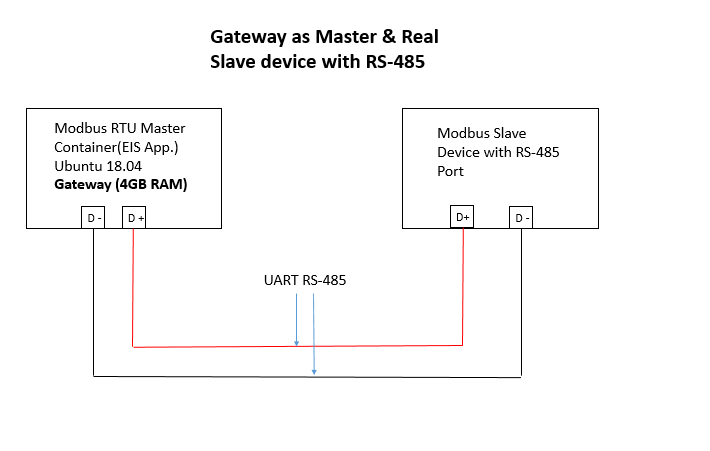 Gateway as Master & Real
Slave device with RS-485
Modbus RTU Master
Container(EIS App.)
Ubuntu 18.04
Gateway (4GB RAM)
D -
D +
Modbus Slave
Device with RS-485
Port
D+
D -
UART RS-485